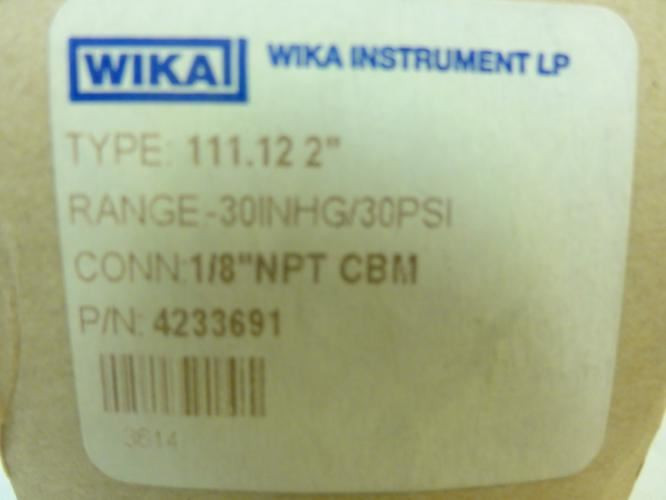 WIKA WIKA INSTRUMENT LP
TYPE: 111.12 2"
RANGE-30INHG/30PSI
CONN:1/8"NPT CBM
P/N: 4233691
3614